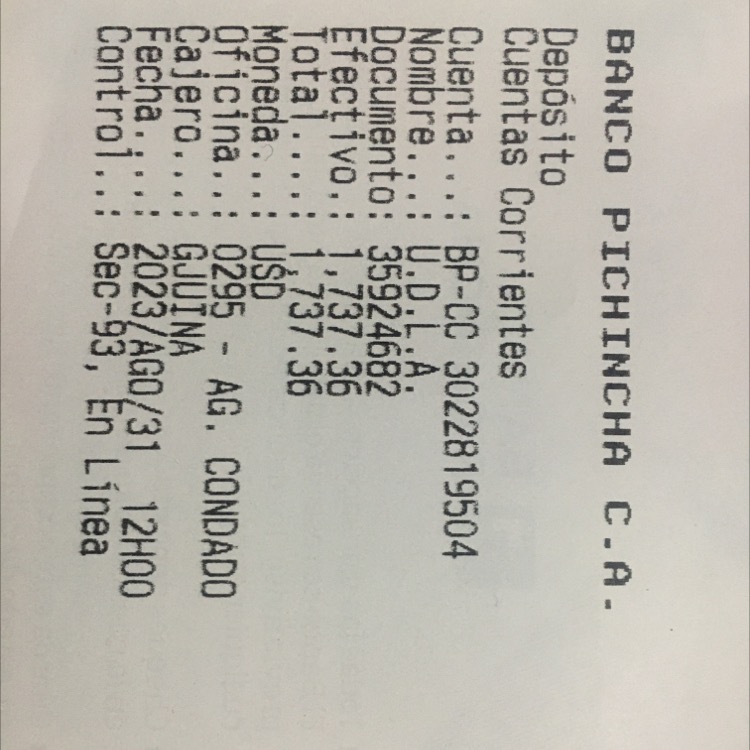 BANCO PICHINCHA C.A.
Depósito
Cuentas Corrientes
Cuenta...: BP-CC 3022819504
Nombre...: U.D.L.A.
Documento: 35924682
Efectivo.: 1,737.36
Total....: 1,737.36
Moneda...: USD
Oficina..: 0295 - AG. CONDADO
Cajero...: GJUINA
Fecha....: 2023/AGO/31 12H00
Control..: Sec-93, En Línea